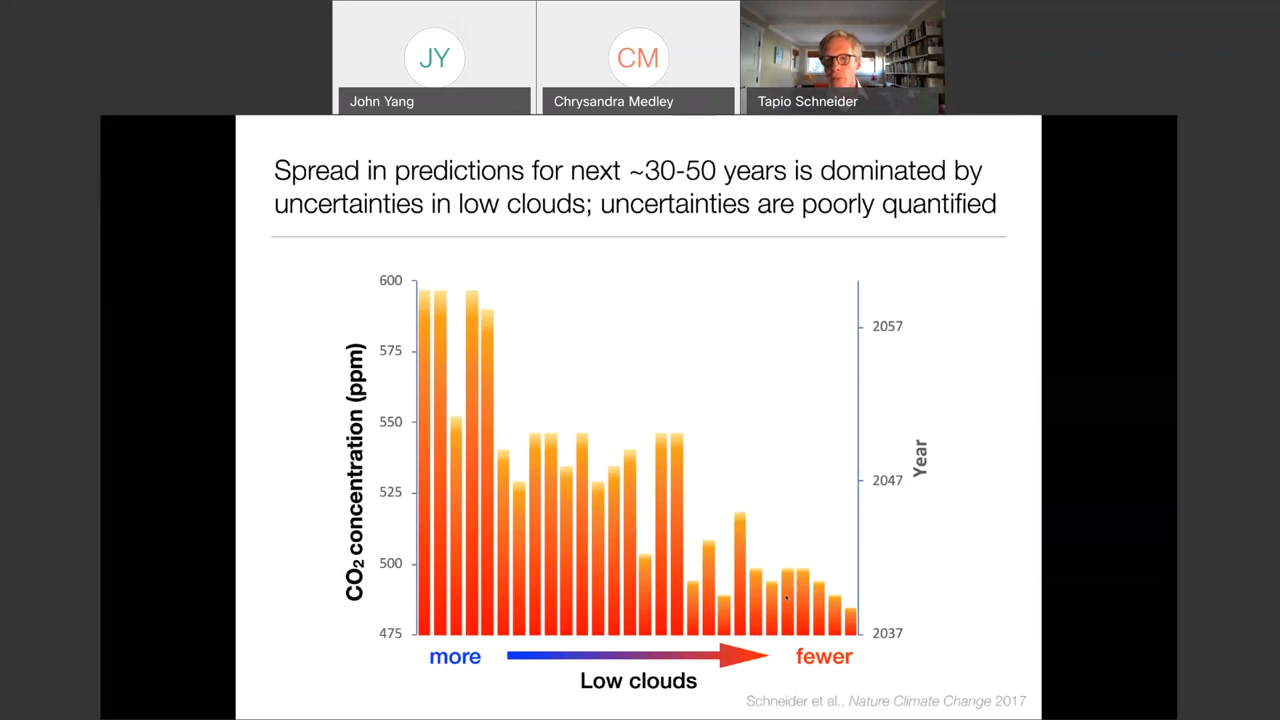 JY
CM
John Yang
Chrysandra Medley
Tapio Schneider
Spread in predictions for next ~30-50 years is dominated by
uncertainties in low clouds; uncertainties are poorly quantified
600
575
550
525
500
475
CO2 concentration (ppm)
2057
2047
2037
Year
more
fewer
Low clouds
Schneider et al., Nature Climate Change 2017